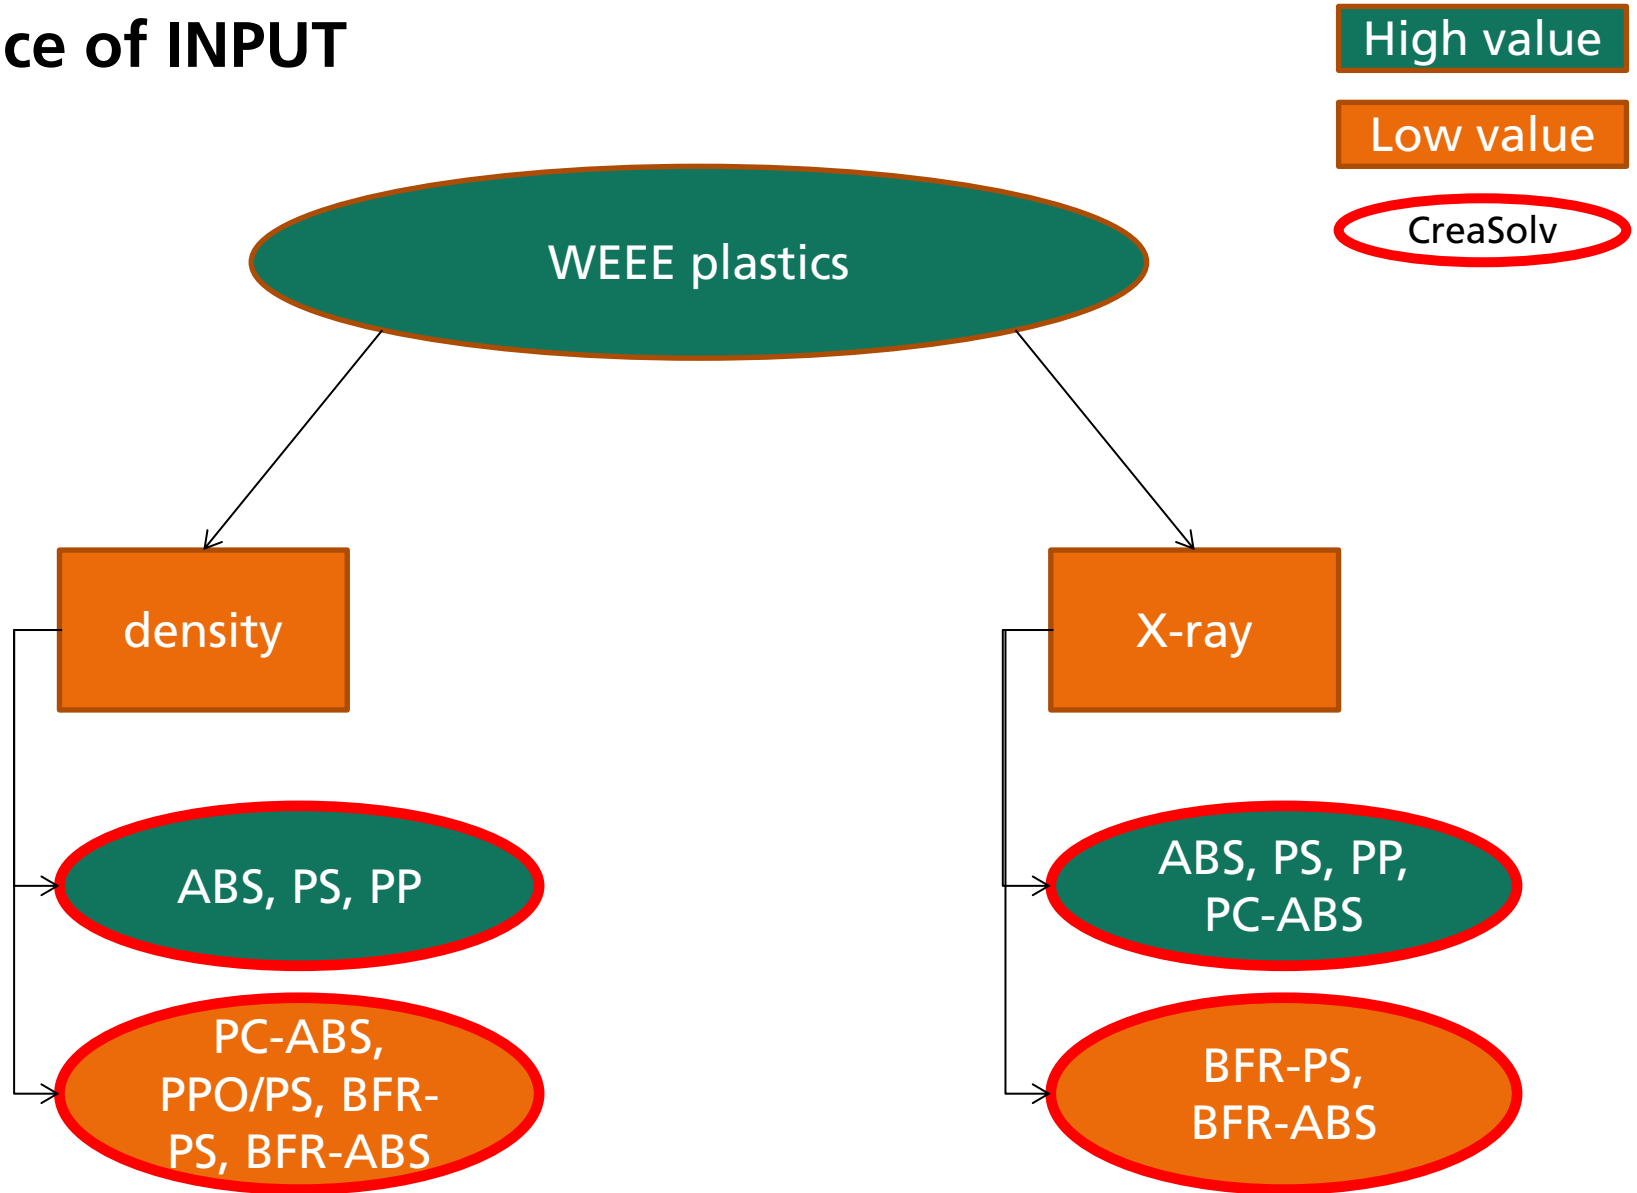 ce of INPUT
High value
Low value
CreaSolv
WEEE plastics
density
X-ray
ABS, PS, PP
ABS, PS, PP,
PC-ABS
PC-ABS,
PPO/PS, BFR-
PS, BFR-ABS
BFR-PS,
BFR-ABS